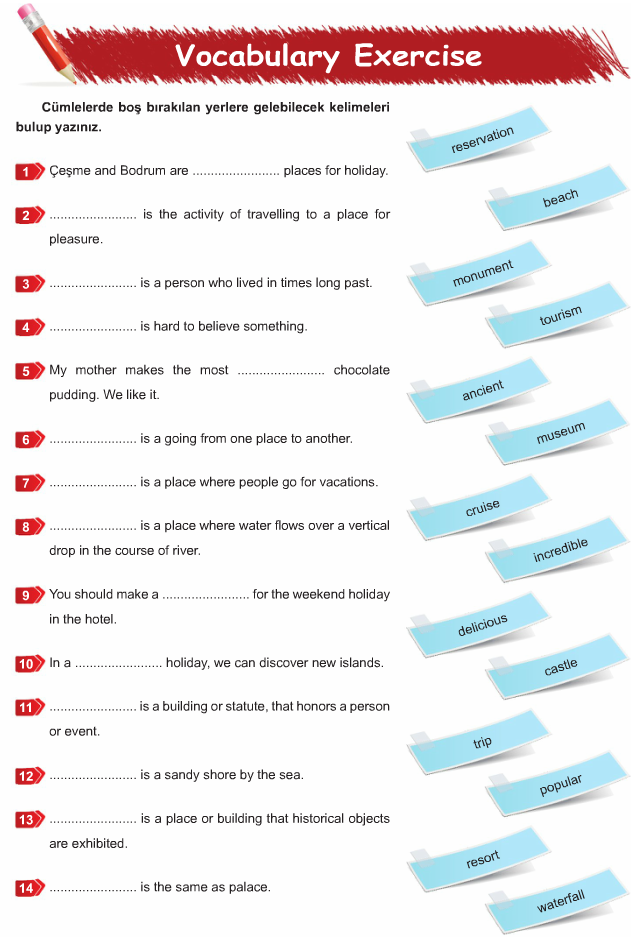 Vocabulary Exercise
Cümlelerde boş bırakılan yerlere gelebilecek kelimeleri
bulup yazınız.
1 Çeşme and Bodrum are ........................ places for holiday.
2 ........................ is the activity of travelling to a place for
pleasure.
3 ........................ is a person who lived in times long past.
4 ........................ is hard to believe something.
5 My mother makes the most ........................ chocolate
pudding. We like it.
6 ........................ is a going from one place to another.
7 ........................ is a place where people go for vacations.
8 ........................ is a place where water flows over a vertical
drop in the course of river.
9 You should make a ........................ for the weekend holiday
in the hotel.
10 In a ........................ holiday, we can discover new islands.
11 ........................ is a building or statute, that honors a person
or event.
12 ........................ is a sandy shore by the sea.
13 ........................ is a place or building that historical objects
are exhibited.
14 ........................ is the same as palace.
reservation
beach
monument
tourism
ancient
museum
cruise
incredible
delicious
castle
trip
popular
resort
waterfall